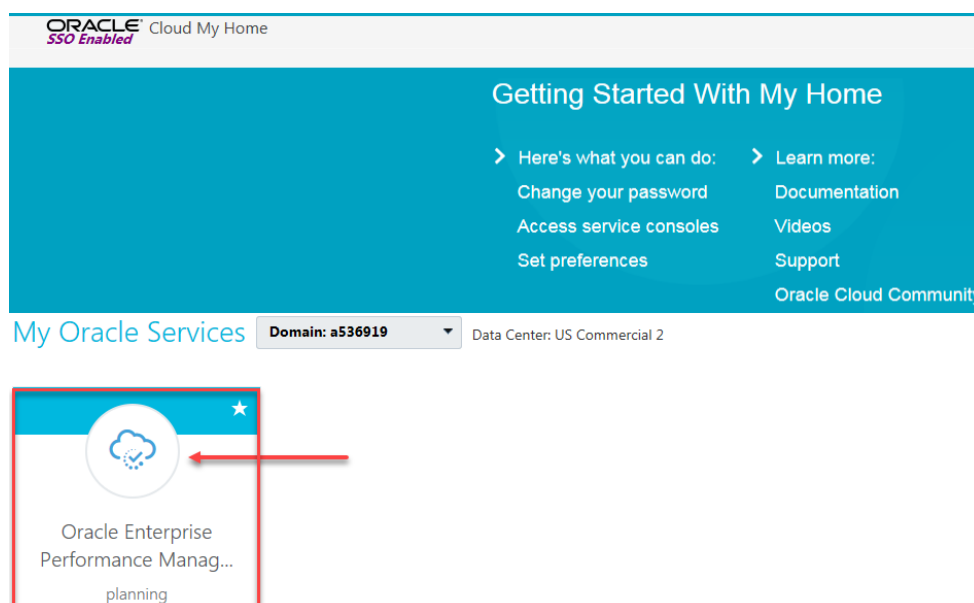 ORACLE Cloud My Home
SSO Enabled
Getting Started With My Home
Here's what you can do:
Change your password
Access service consoles
Set preferences
Learn more:
Documentation
Videos
Support
Oracle Cloud Community
My Oracle Services Domain: a536919 Data Center: US Commercial 2
Oracle Enterprise
Performance Manag...
planning